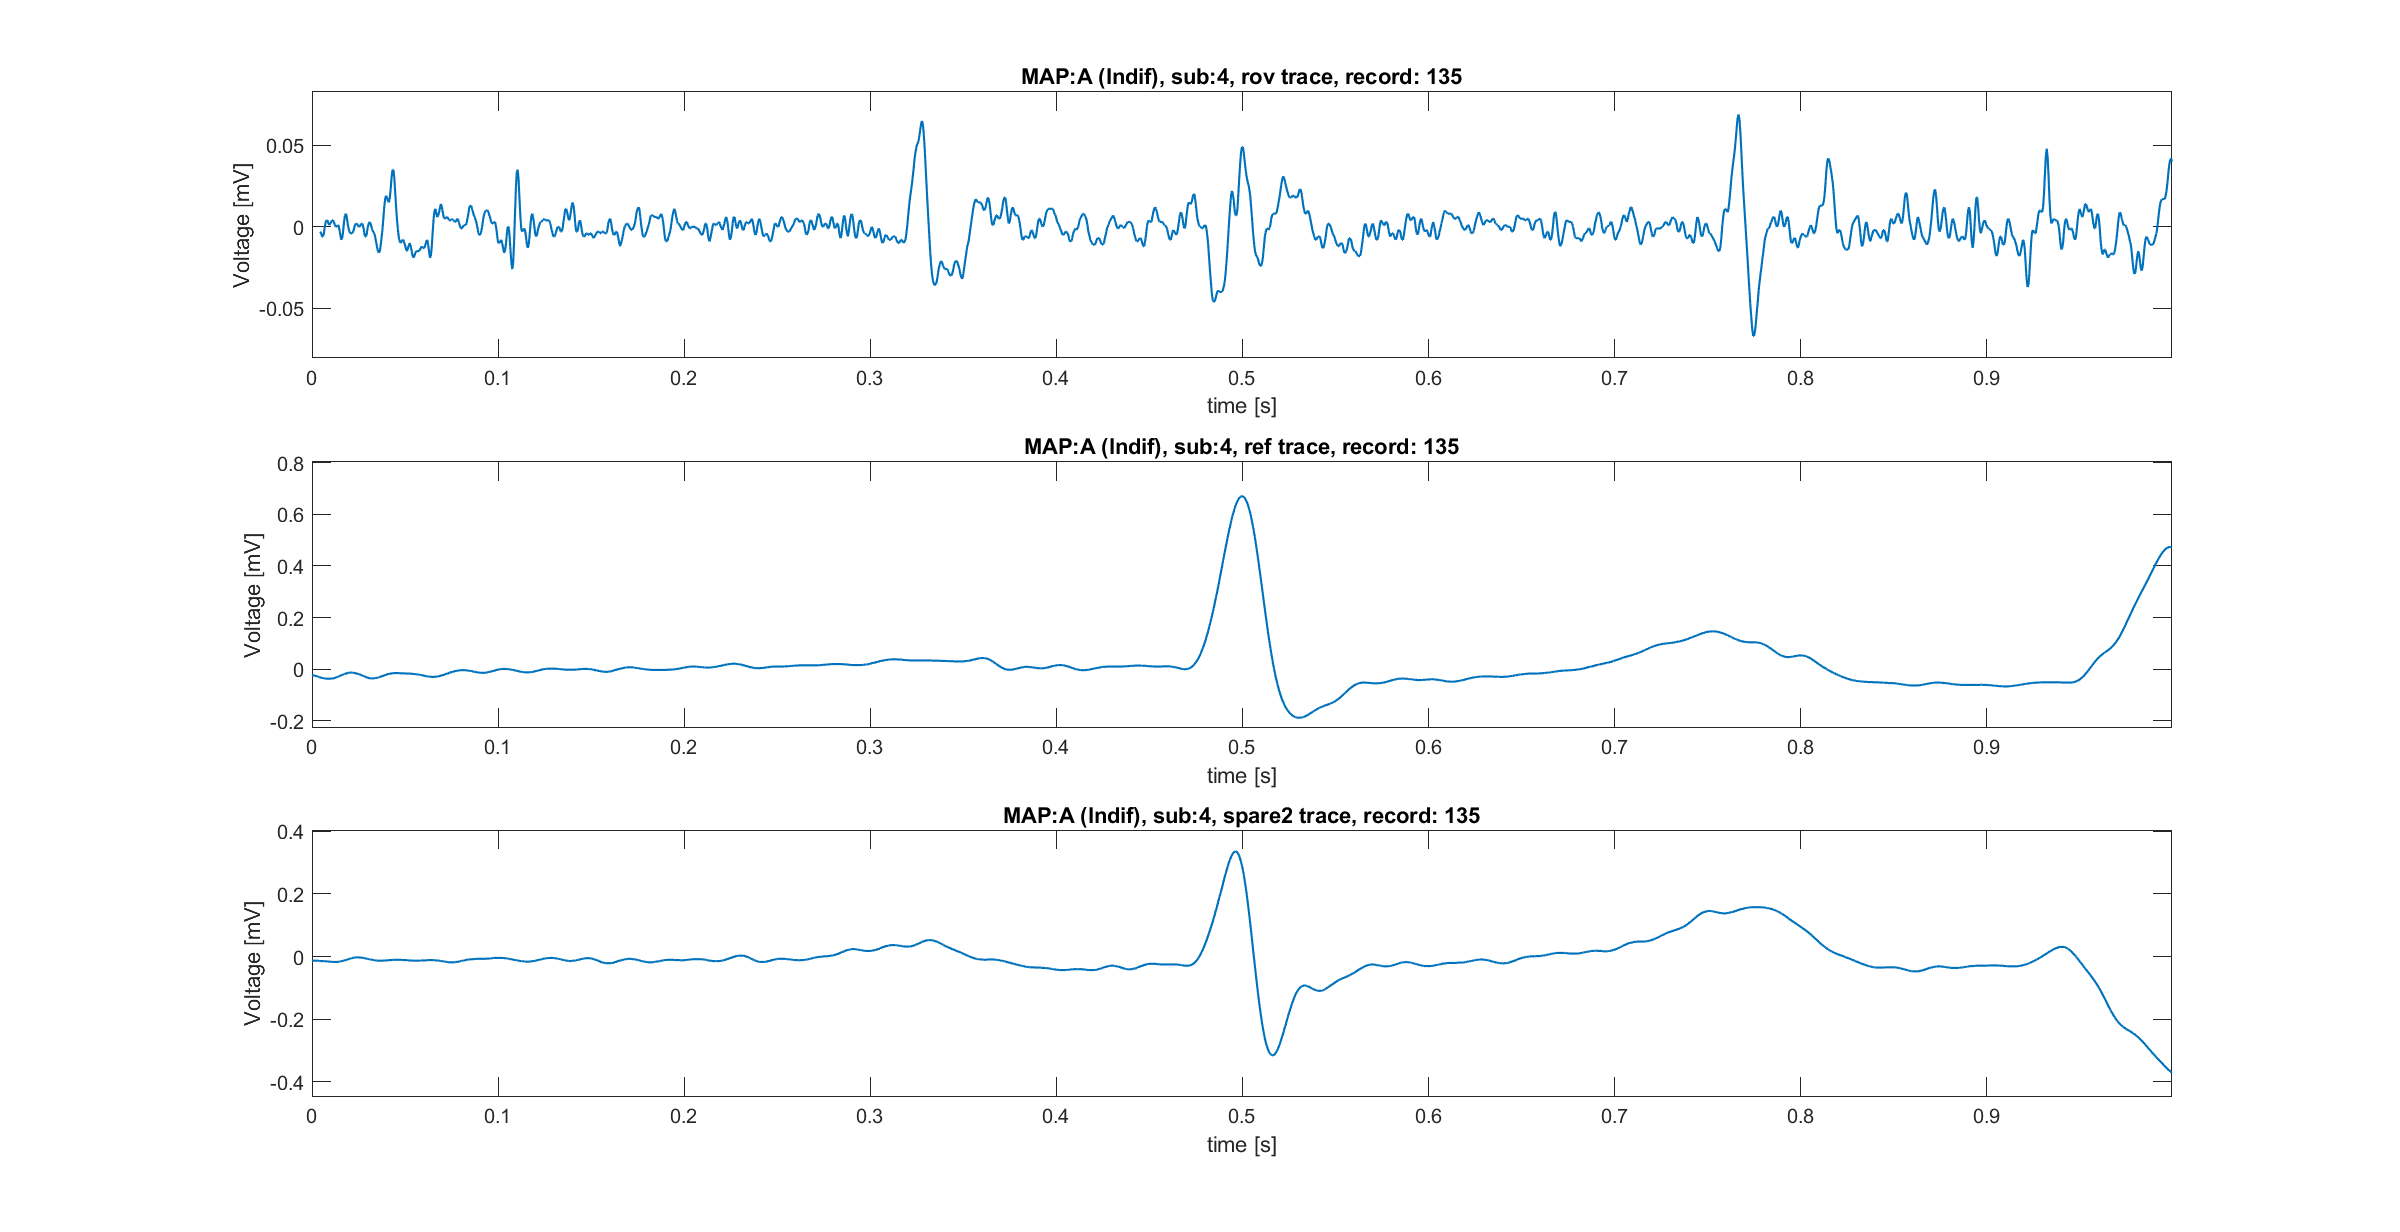 MAP:A (Indif), sub:4, rov trace, record: 135
Voltage [mV]
0.05
0
-0.05
0 0.1 0.2 0.3 0.4 0.5 0.6 0.7 0.8 0.9
time [s]
MAP:A (Indif), sub:4, ref trace, record: 135
Voltage [mV]
0.8
0.6
0.4
0.2
0
-0.2
0 0.1 0.2 0.3 0.4 0.5 0.6 0.7 0.8 0.9
time [s]
MAP:A (Indif), sub:4, spare2 trace, record: 135
Voltage [mV]
0.4
0.2
0
-0.2
-0.4
0 0.1 0.2 0.3 0.4 0.5 0.6 0.7 0.8 0.9
time [s]